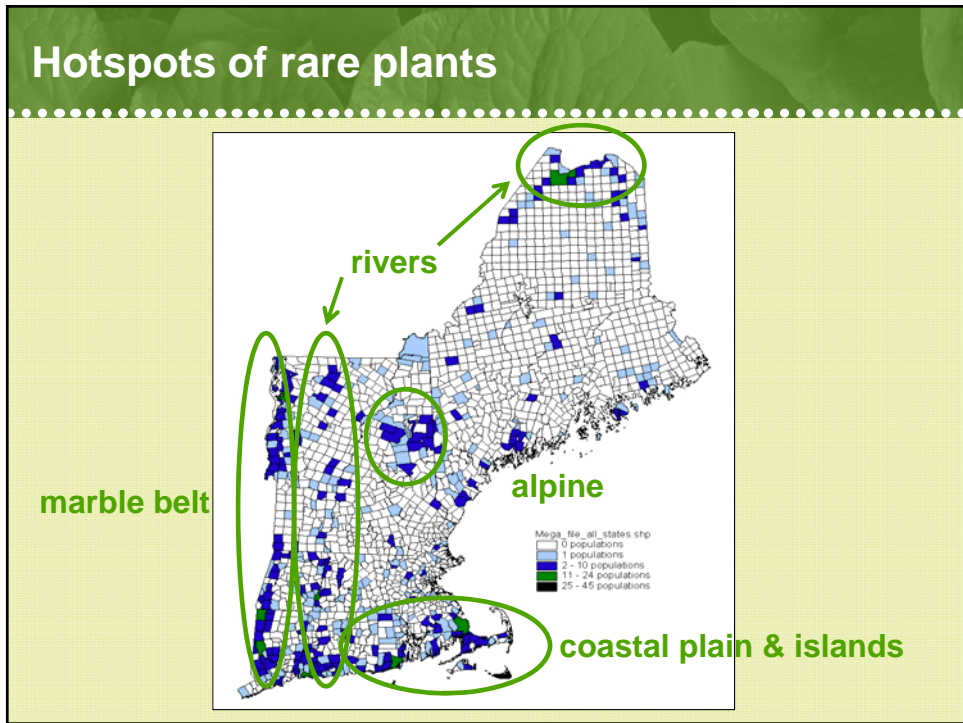 Hotspots of rare plants
rivers
marble belt
alpine
Mega_file_all_states.shp
0 populations
1 populations
2 - 10 populations
11 - 24 populations
25 - 45 populations
coastal plain & islands